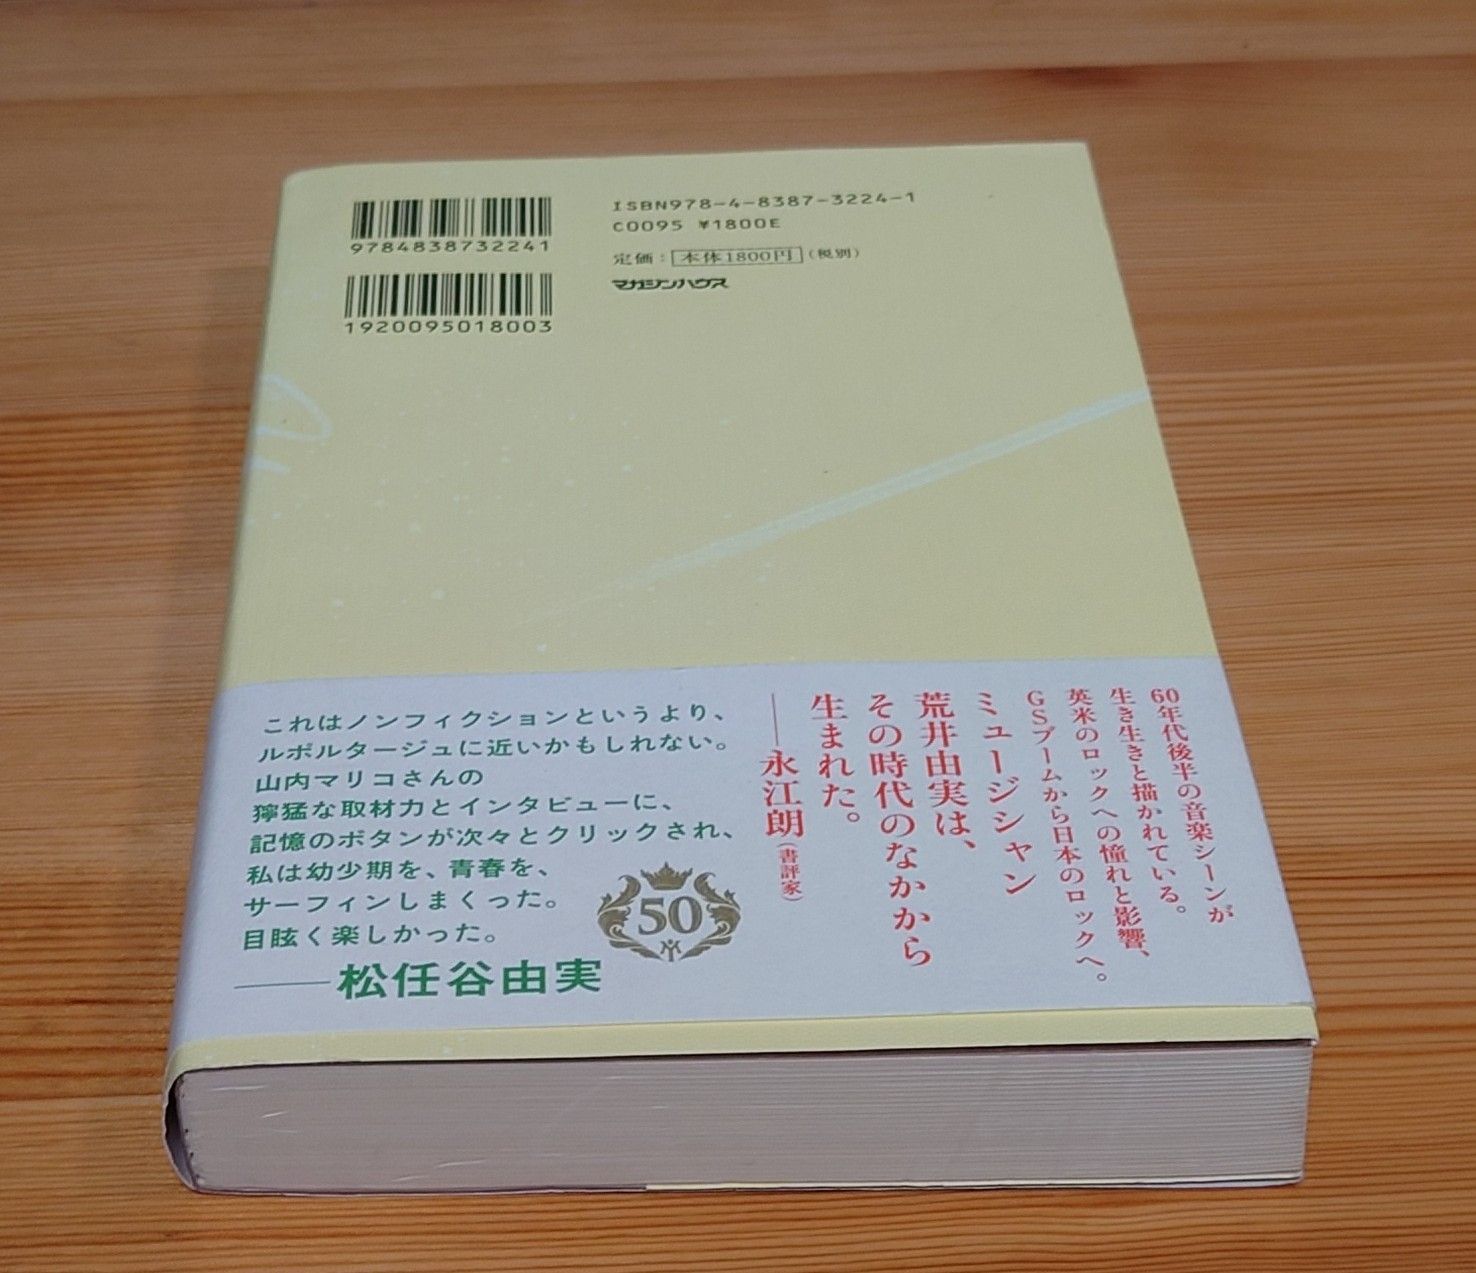 9784838732241
1920095018003
ISBN978-4-8387-3224-1
C0095 ¥1800E
定価：本体1800円（税別）
マガジンハウス
60年代後半の音楽シーンが
生き生きと描かれている。
英米のロックへの憧れと影響、
GSブームから日本のロックへ。
ミュージシャン
荒井由実は、
その時代のなかから
生まれた。
――永江朗（書評家）
これはノンフィクションというより、
ルポルタージュに近いかもしれない。
山内マリコさんの
獰猛な取材力とインタビューに、
記憶のボタンが次々とクリックされ、
私は幼少期を、青春を、
サーフィンしまくった。
目眩く楽しかった。
――松任谷由実
50